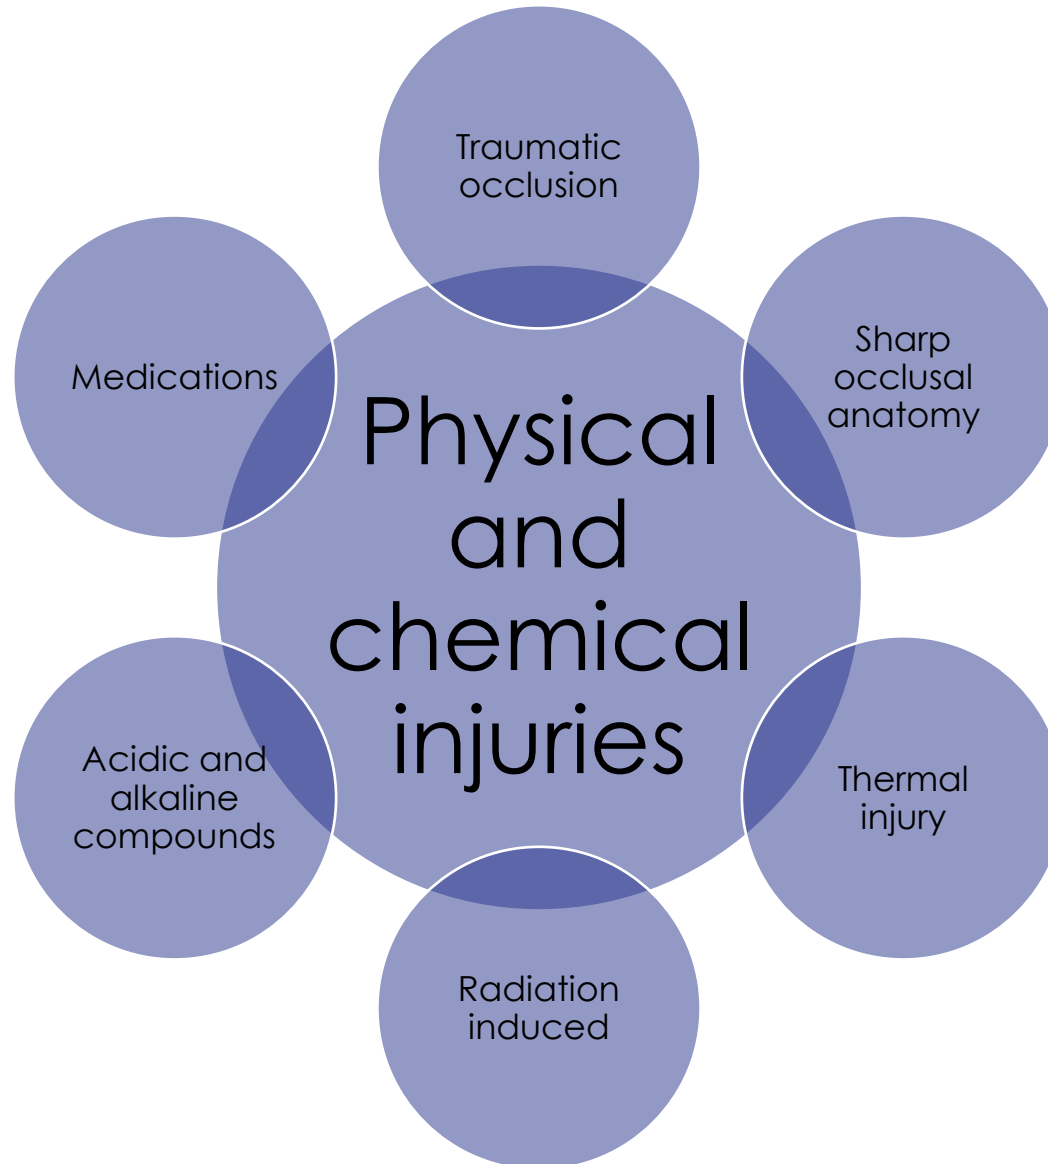 Traumatic
occlusion
Sharp
occlusal
anatomy
Thermal
injury
Radiation
induced
Acidic and
alkaline
compounds
Medications
Physical
and
chemical
injuries